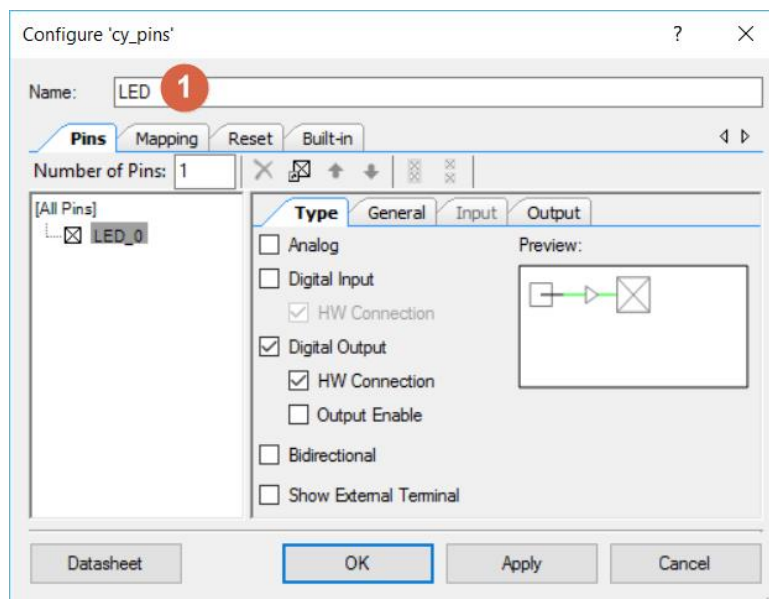 Configure 'cy_pins'
?
Name: LED 1
Pins Mapping Reset Built-in
Number of Pins: 1
[All Pins]
LED_0
Type General Input Output
Analog
Preview:
Digital Input
HW Connection
Digital Output
HW Connection
Output Enable
Bidirectional
Show External Terminal
Datasheet OK Apply Cancel